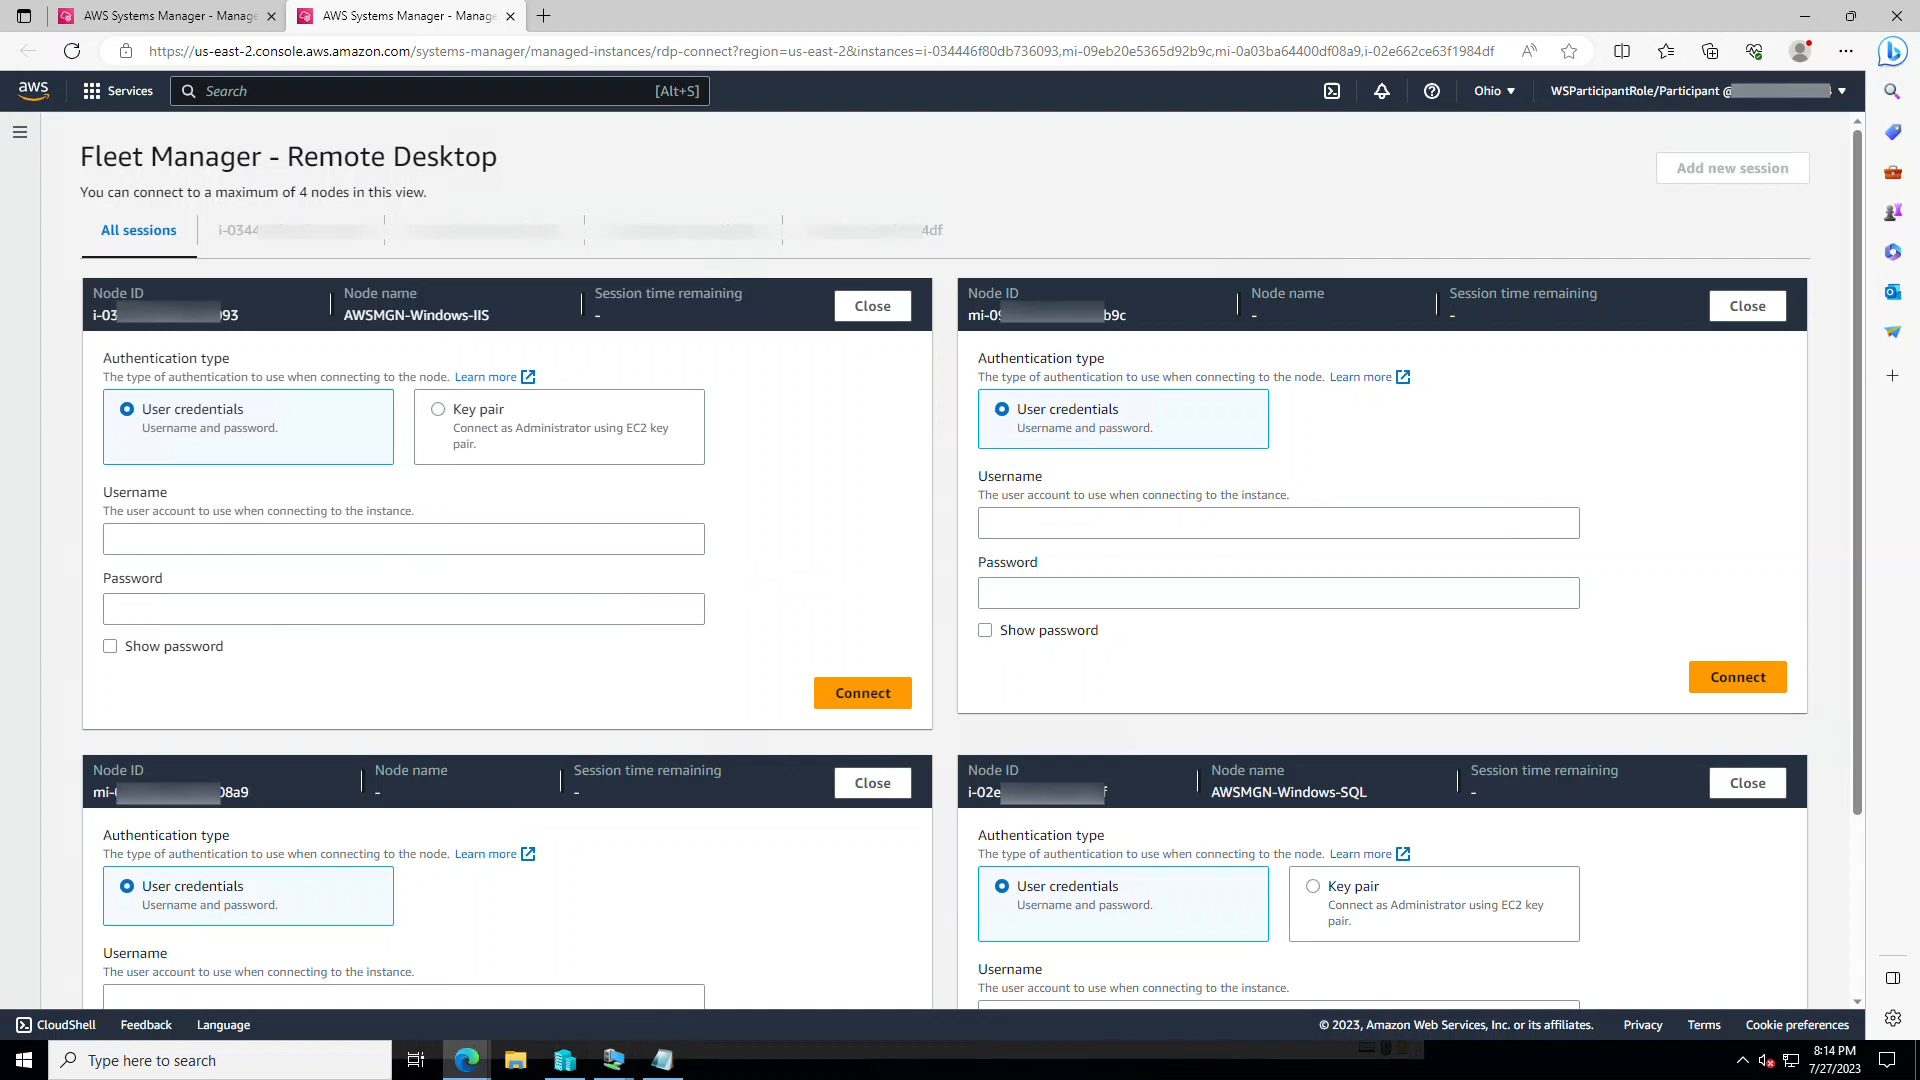 AWS Systems Manager - Manage
AWS Systems Manager - Manage
https://us-east-2.console.aws.amazon.com/systems-manager/managed-instances/rdp-connect?region=us-east-2&instances=i-034446f80db736093,mi-09eb20e5365d92b9c,mi-0a03ba64400df08a9,i-02e662ce63f1984df
aws
Services
Search
[Alt+S]
Ohio
WSParticipantRole/Participant @
Fleet Manager - Remote Desktop
You can connect to a maximum of 4 nodes in this view.
Add new session
All sessions
i-0344
4df
Node ID
i-03 093
Node name
AWSMGN-Windows-IIS
Session time remaining
-
Close
Authentication type
The type of authentication to use when connecting to the node. Learn more
User credentials
Username and password.
Key pair
Connect as Administrator using EC2 key
pair.
Username
The user account to use when connecting to the instance.
Password
Show password
Connect
Node ID
mi-09 b9c
Node name
-
Session time remaining
-
Close
Authentication type
The type of authentication to use when connecting to the node. Learn more
User credentials
Username and password.
Username
The user account to use when connecting to the instance.
Password
Show password
Connect
Node ID
mi- 08a9
Node name
-
Session time remaining
-
Close
Authentication type
The type of authentication to use when connecting to the node. Learn more
User credentials
Username and password.
Username
The user account to use when connecting to the instance.
Node ID
i-02e f
Node name
AWSMGN-Windows-SQL
Session time remaining
-
Close
Authentication type
The type of authentication to use when connecting to the node. Learn more
User credentials
Username and password.
Key pair
Connect as Administrator using EC2 key
pair.
Username
The user account to use when connecting to the instance.
CloudShell
Feedback
Language
© 2023, Amazon Web Services, Inc. or its affiliates.
Privacy
Terms
Cookie preferences
Type here to search
8:14 PM
7/27/2023